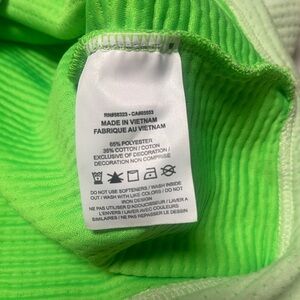 RN#56323 - CA#05553
MADE IN VIETNAM
FABRIQUE AU VIETNAM
65% POLYESTER
35% COTTON / COTON
EXCLUSIVE OF DECORATION /
DECORATION NON COMPRISE
DO NOT USE SOFTENERS / WASH INSIDE
OUT / WASH WITH LIKE COLORS / DO NOT
IRON DESIGN
NE PAS UTILISER D'ADOUCISSEUR / LAVER A
L'ENVERS / LAVER AVEC COULEURS
SIMILAIRES / NE PAS REPASSER LE DESSIN